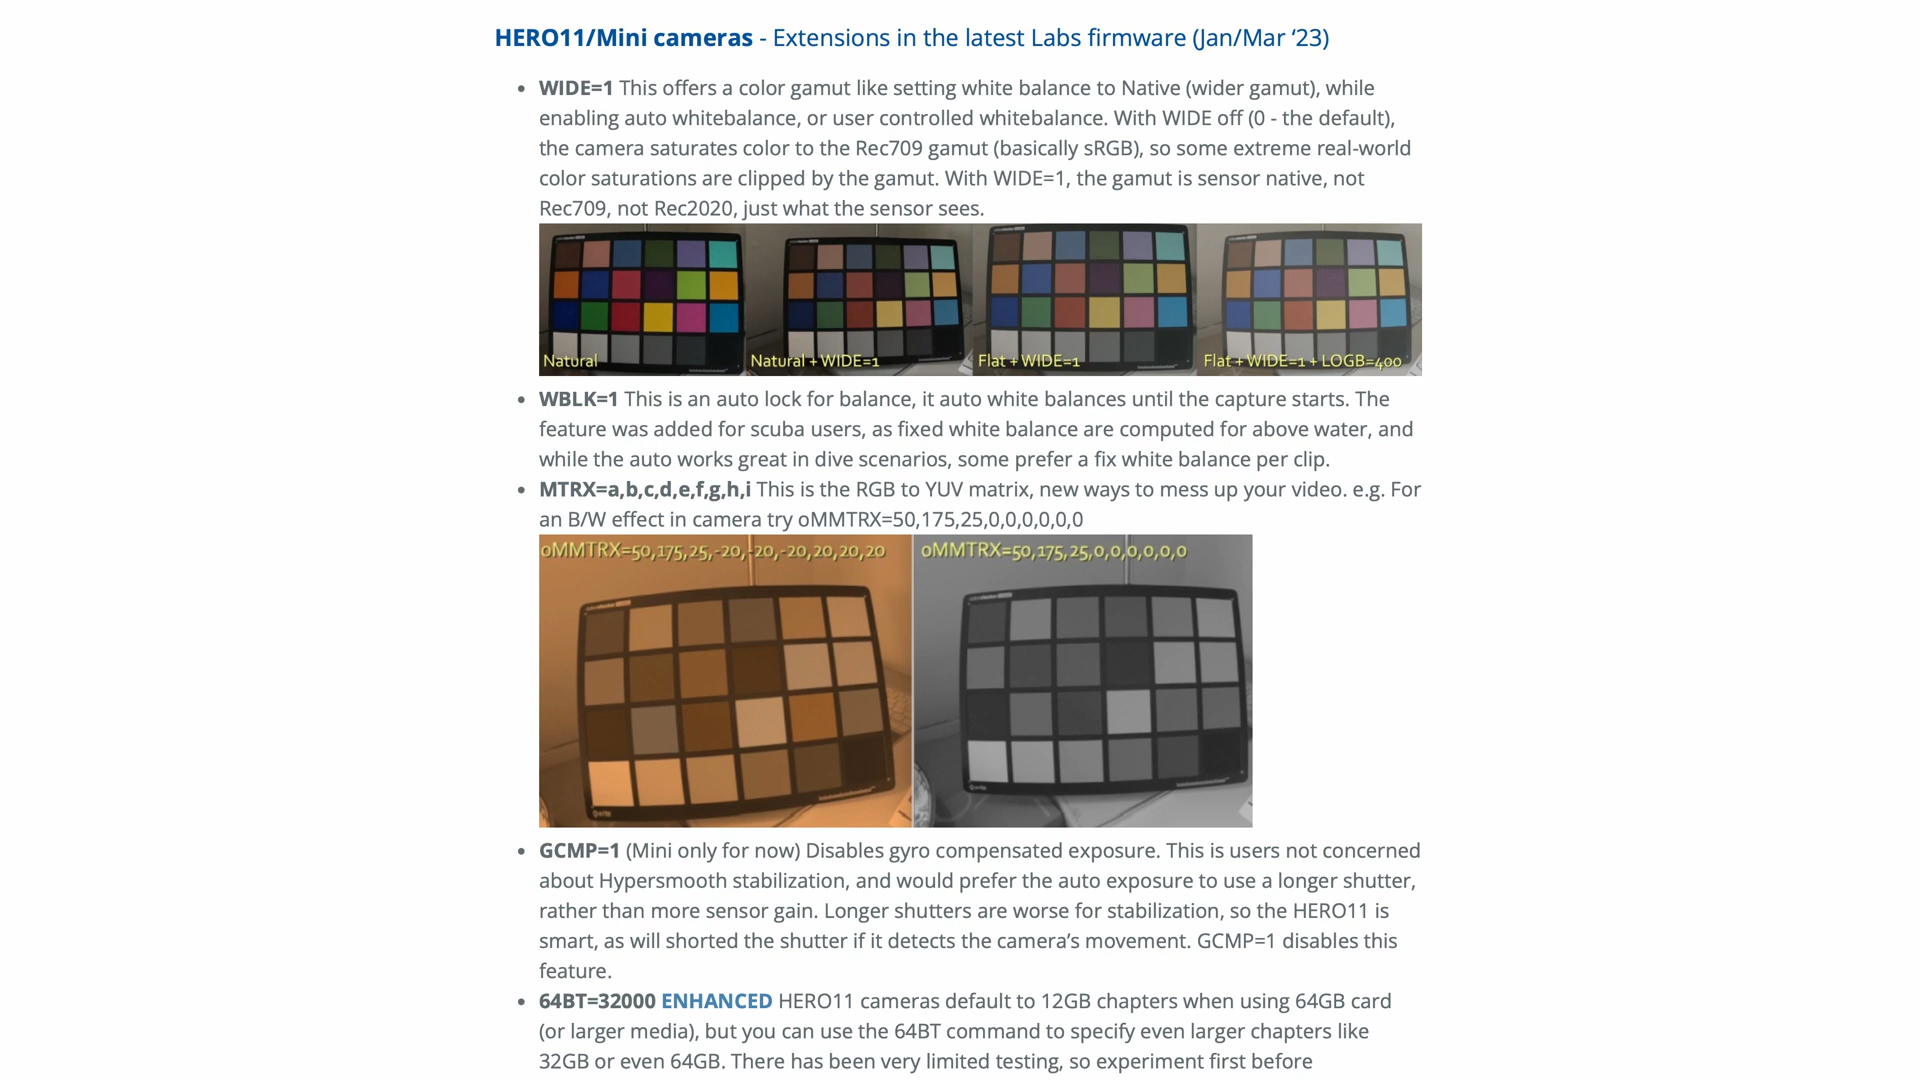 HERO11/Mini cameras - Extensions in the latest Labs firmware (Jan/Mar ‘23)
• WIDE=1 This offers a color gamut like setting white balance to Native (wider gamut), while
enabling auto whitebalance, or user controlled whitebalance. With WIDE off (0 - the default),
the camera saturates color to the Rec709 gamut (basically sRGB), so some extreme real-world
color saturations are clipped by the gamut. With WIDE=1, the gamut is sensor native, not
Rec709, not Rec2020, just what the sensor sees.
Natural
Natural + WIDE=1
Flat + WIDE=1
Flat + WIDE=1 + LOGB=400
• WBLK=1 This is an auto lock for balance, it auto white balances until the capture starts. The
feature was added for scuba users, as fixed white balance are computed for above water, and
while the auto works great in dive scenarios, some prefer a fix white balance per clip.
• MTRX=a,b,c,d,e,f,g,h,i This is the RGB to YUV matrix, new ways to mess up your video. e.g. For
an B/W effect in camera try oMMTRX=50,175,25,0,0,0,0,0,0
oMMTRX=50,175,25,-20,-20,-20,20,20,20
oMMTRX=50,175,25,0,0,0,0,0,0
• GCMP=1 (Mini only for now) Disables gyro compensated exposure. This is users not concerned
about Hypersmooth stabilization, and would prefer the auto exposure to use a longer shutter,
rather than more sensor gain. Longer shutters are worse for stabilization, so the HERO11 is
smart, as will shorted the shutter if it detects the camera’s movement. GCMP=1 disables this
feature.
• 64BT=32000 ENHANCED HERO11 cameras default to 12GB chapters when using 64GB card
(or larger media), but you can use the 64BT command to specify even larger chapters like
32GB or even 64GB. There has been very limited testing, so experiment first before